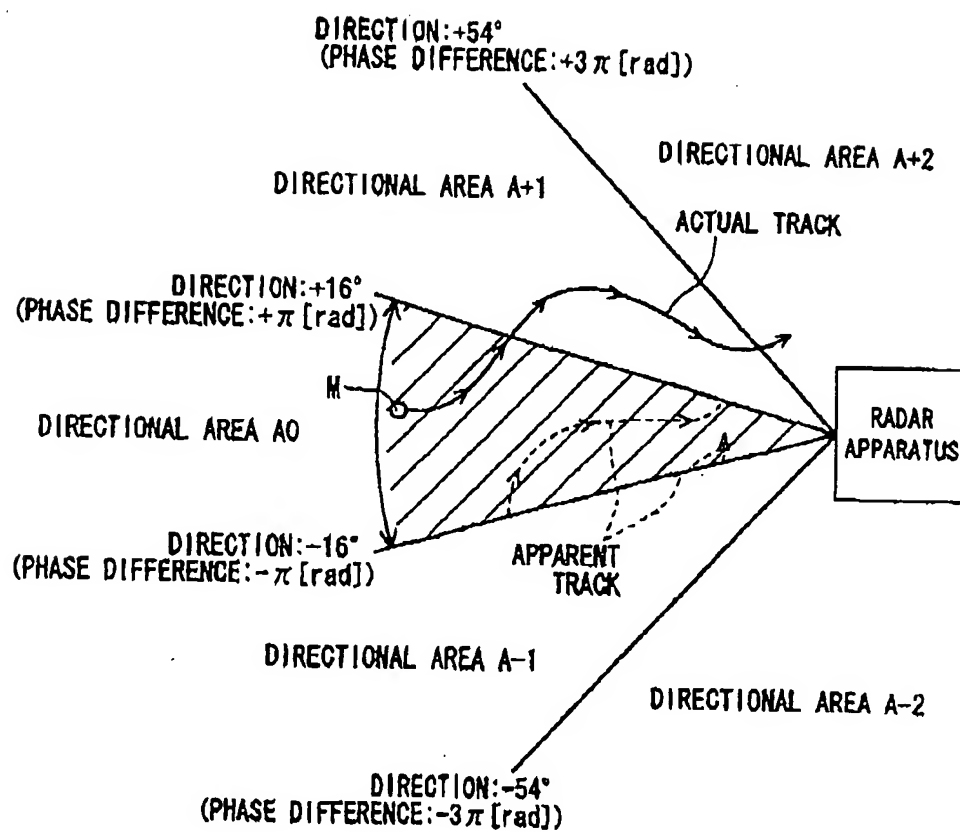 DIRECTION:+54°
(PHASE DIFFERENCE:+3π[rad])
DIRECTIONAL AREA A+2
DIRECTIONAL AREA A+1
ACTUAL TRACK
DIRECTION:+16°
(PHASE DIFFERENCE:+π[rad])
M
DIRECTIONAL AREA A0
RADAR
APPARATUS
DIRECTION:-16°
(PHASE DIFFERENCE:-π[rad])
APPARENT
TRACK
DIRECTIONAL AREA A-1
DIRECTIONAL AREA A-2
DIRECTION:-54°
(PHASE DIFFERENCE:-3π[rad])